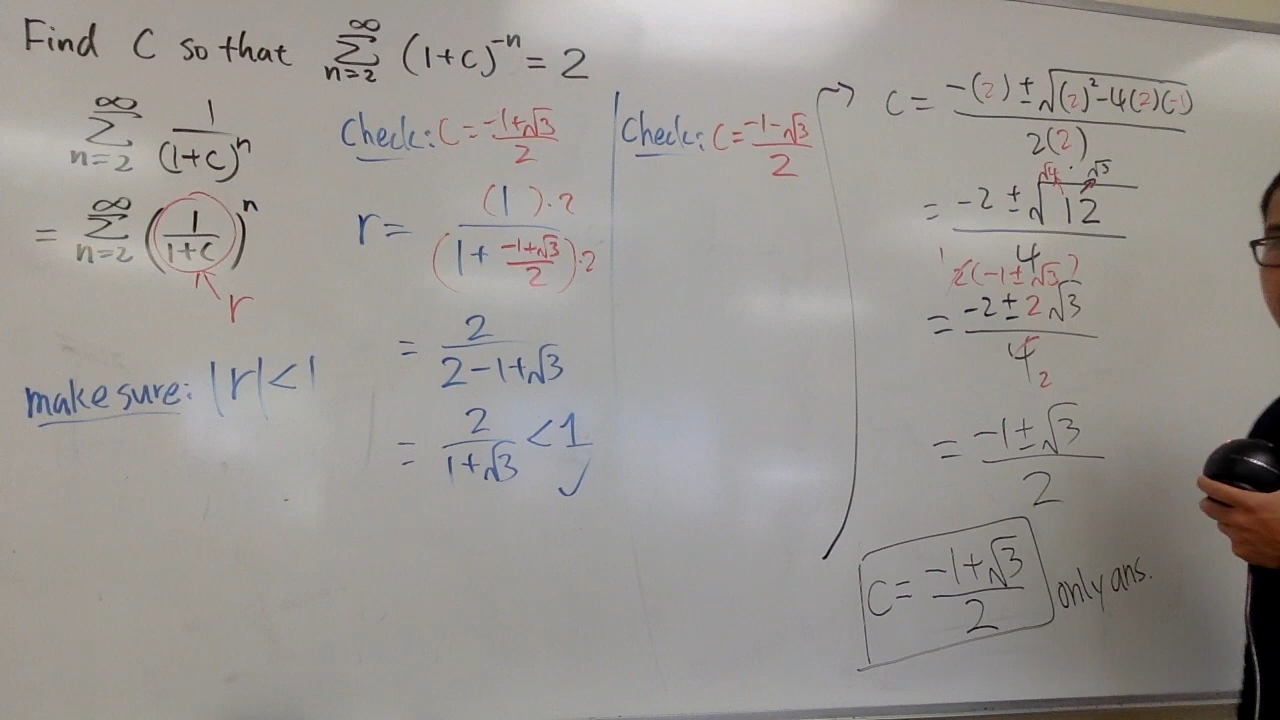 Find C so that ∑_{n=2}^{∞} (1+c)^{-n} = 2
∑_{n=2}^{∞} 1/(1+c)^n
= ∑_{n=2}^{∞} (1/(1+c))^n
r
make sure: |r|<1
Check: C = (-1+√3)/2
r = (1)·2 / (1 + (-1+√3)/2)·2
= 2/(2-1+√3)
= 2/(1+√3) < 1 ✓
Check: C = (-1-√3)/2
C = (-(2) ± √((2)²-4(2)(-1)))/2(2)
√4 · √3
= (-2 ± √12)/4
1 2(-1±√3)
= (-2 ± 2√3)/4
2
= (-1±√3)/2
C = (-1+√3)/2 only ans.